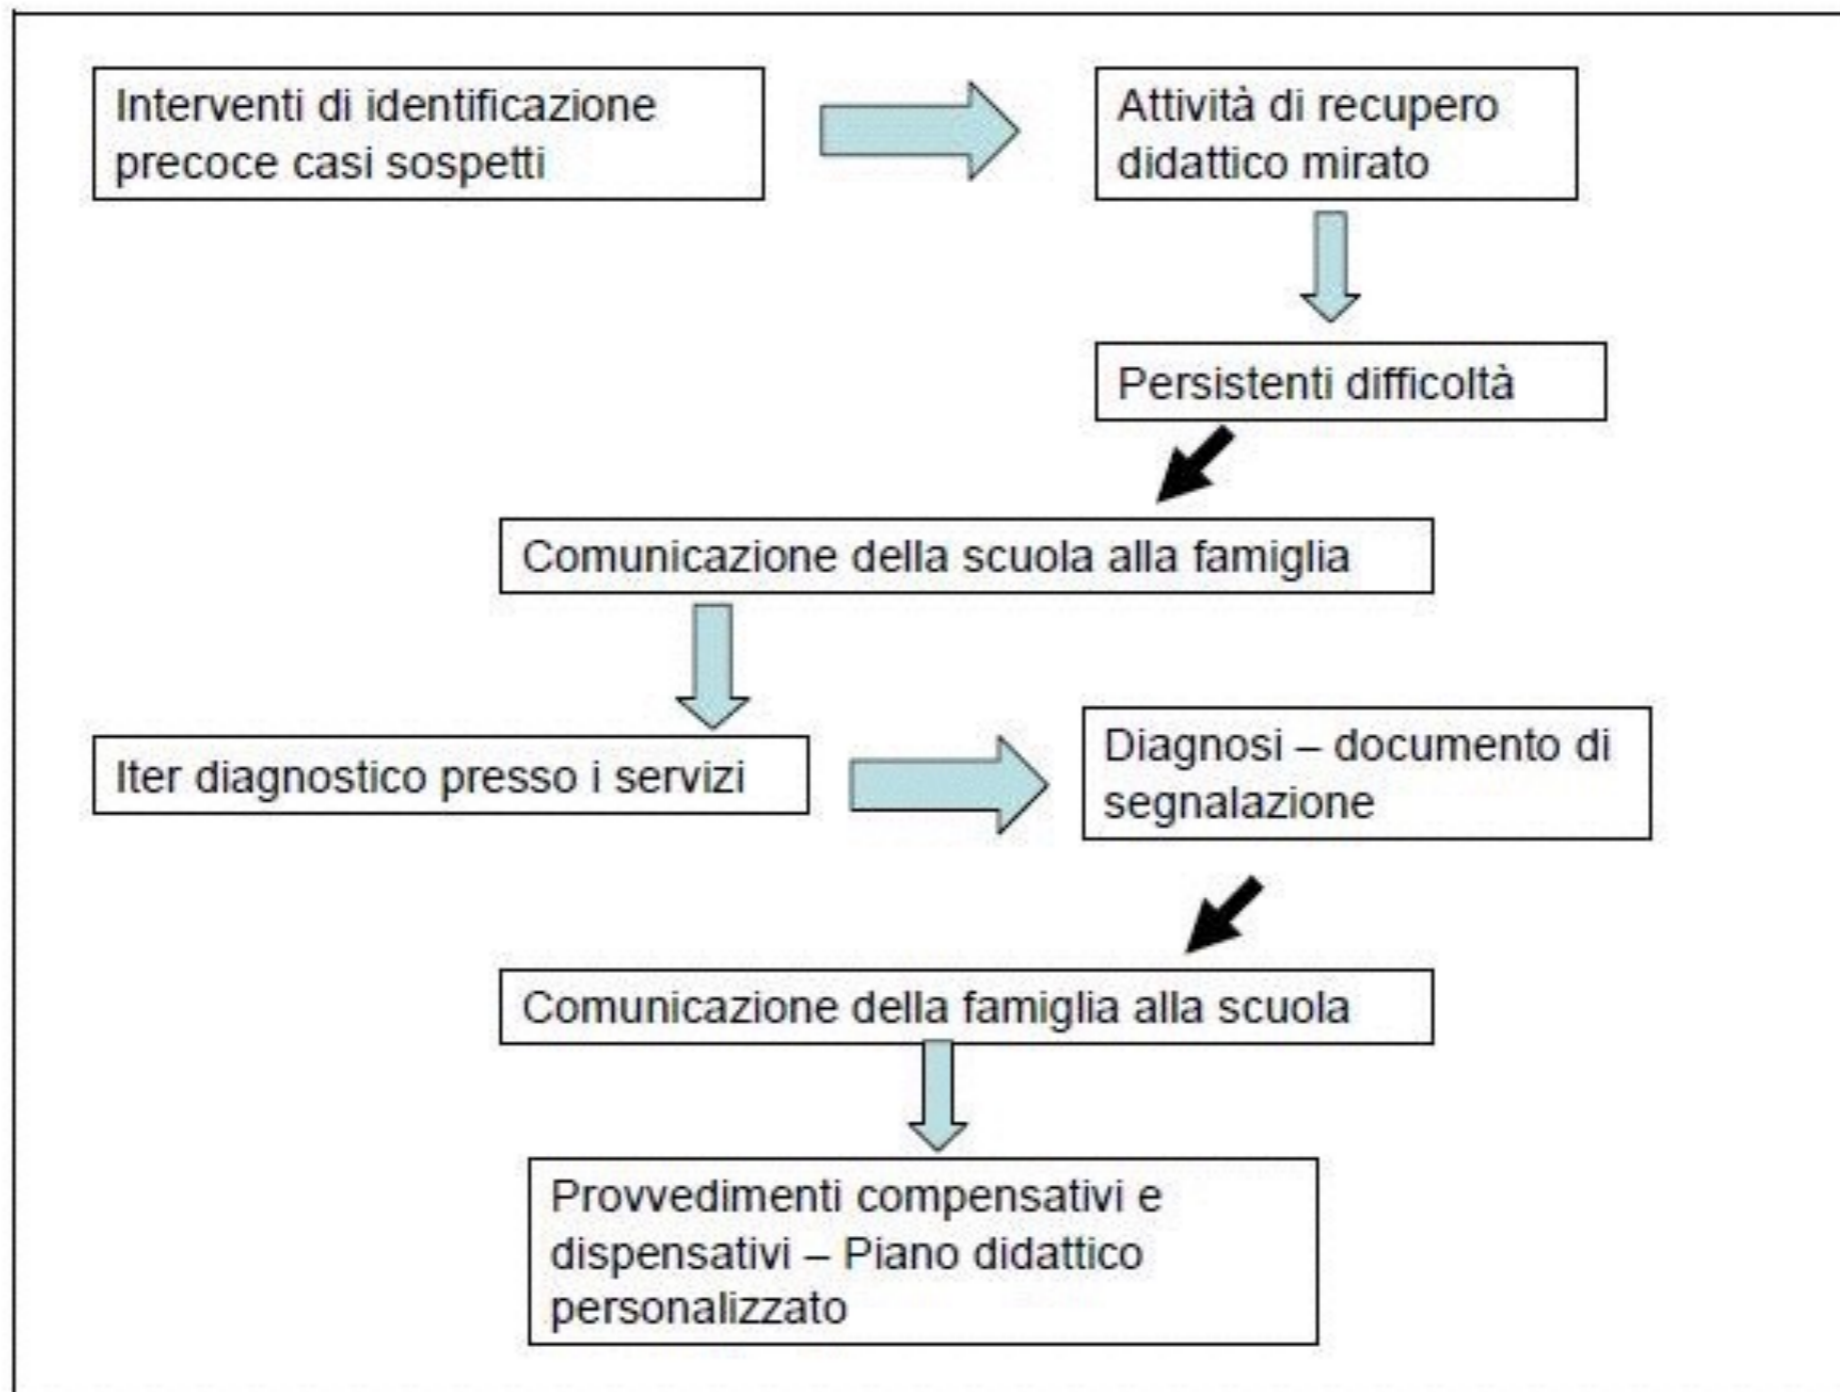 Interventi di identificazione
precoce casi sospetti
Attività di recupero
didattico mirato
Persistenti difficoltà
Comunicazione della scuola alla famiglia
Iter diagnostico presso i servizi
Diagnosi – documento di
segnalazione
Comunicazione della famiglia alla scuola
Provvedimenti compensativi e
dispensativi – Piano didattico
personalizzato